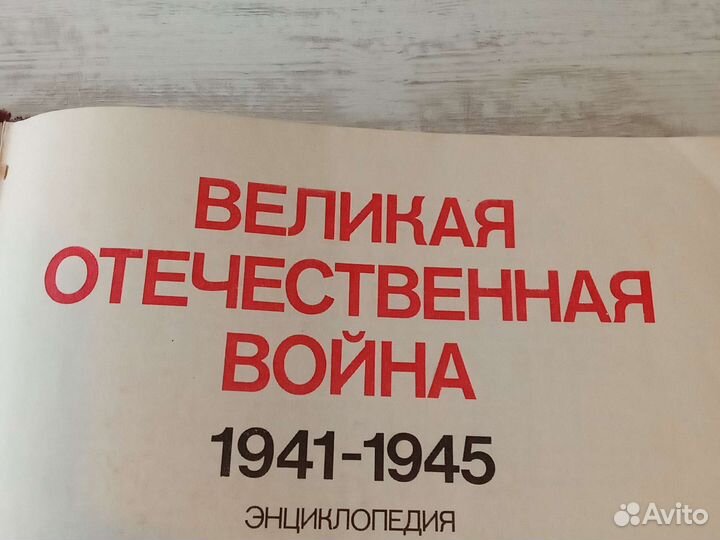 ВЕЛИКАЯ
ОТЕЧЕСТВЕННАЯ
ВОЙНА
1941-1945
ЭНЦИКЛОПЕДИЯ
Avito